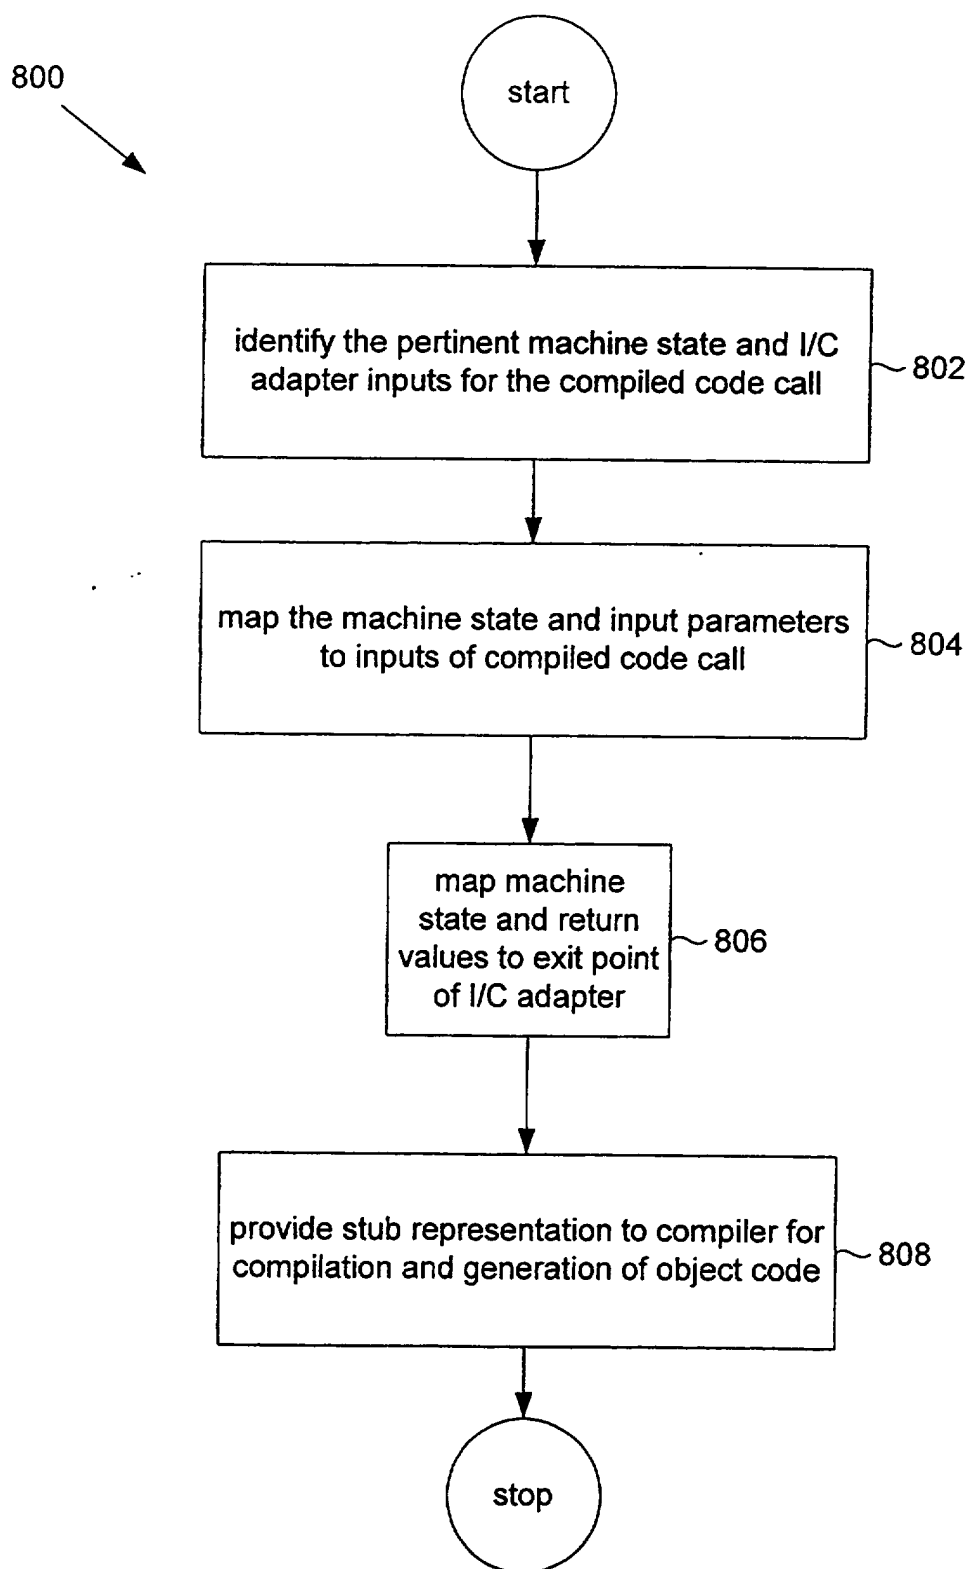 800
start
identify the pertinent machine state and I/C
adapter inputs for the compiled code call
802
map the machine state and input parameters
to inputs of compiled code call
804
map machine
state and return
values to exit point
of I/C adapter
806
provide stub representation to compiler for
compilation and generation of object code
808
stop